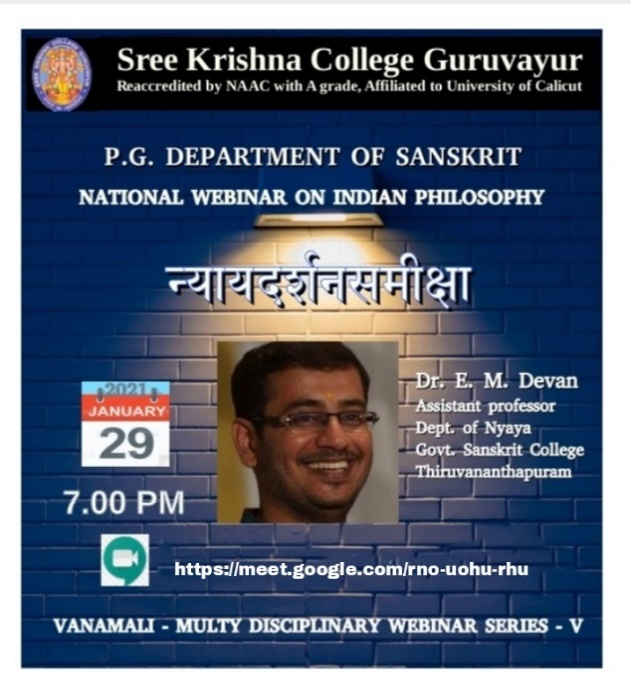 Sree Krishna College Guruvayur
Reaccredited by NAAC with A grade, Affiliated to University of Calicut
P.G. DEPARTMENT OF SANSKRIT
NATIONAL WEBINAR ON INDIAN PHILOSOPHY
न्यायदर्शनसमीक्षा
2021
JANUARY
29
7.00 PM
Dr. E. M. Devan
Assistant professor
Dept. of Nyaya
Govt. Sanskrit College
Thiruvananthapuram
https://meet.google.com/rno-uohu-rhu
VANAMALI - MULTY DISCIPLINARY WEBINAR SERIES - V